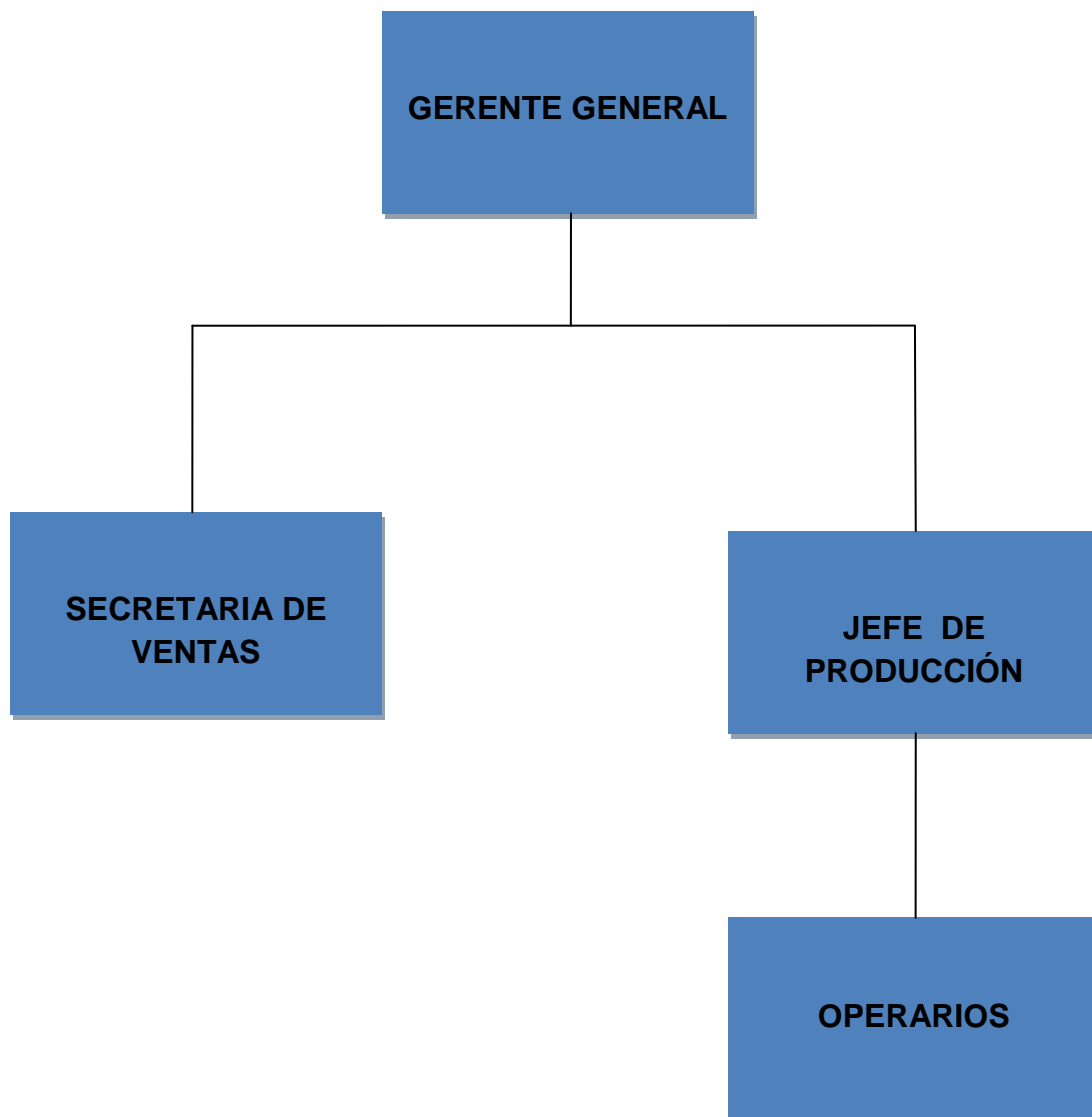 GERENTE GENERAL
SECRETARIA DE
VENTAS
JEFE DE
PRODUCCIÓN
OPERARIOS